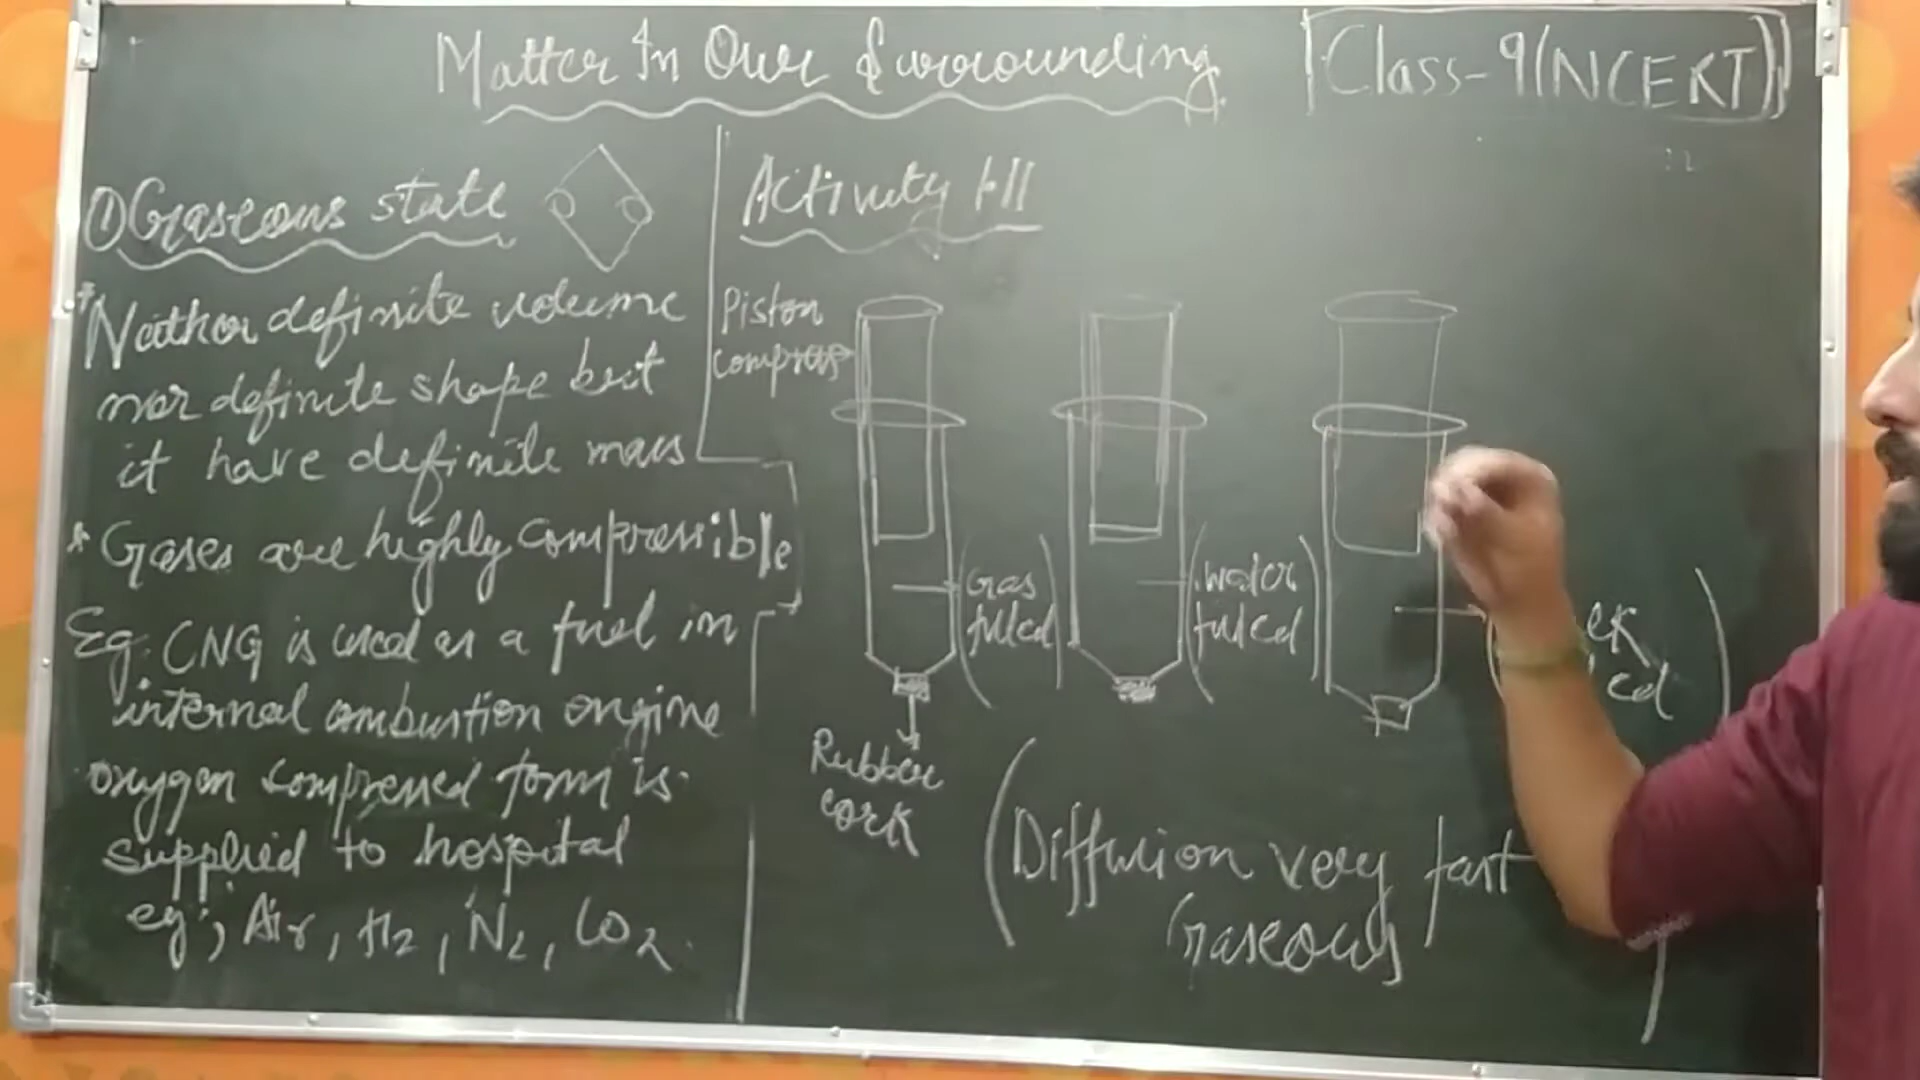 Matter In Our Surrounding
Class-9(NCERT)
① Gaseous state
* Neither definite volume
nor definite shape but
it have definite mass
* Gases are highly compressible
Eg: CNG is used as a fuel in
internal ombustion engine
oxygen compressed form is
supplied to hospital
eg; Air, H2, N2, CO2
Activity 1.11
Piston
compress
Gas
filled
water
filled
Rubber
cork
(Diffusion very fast
Gaseous